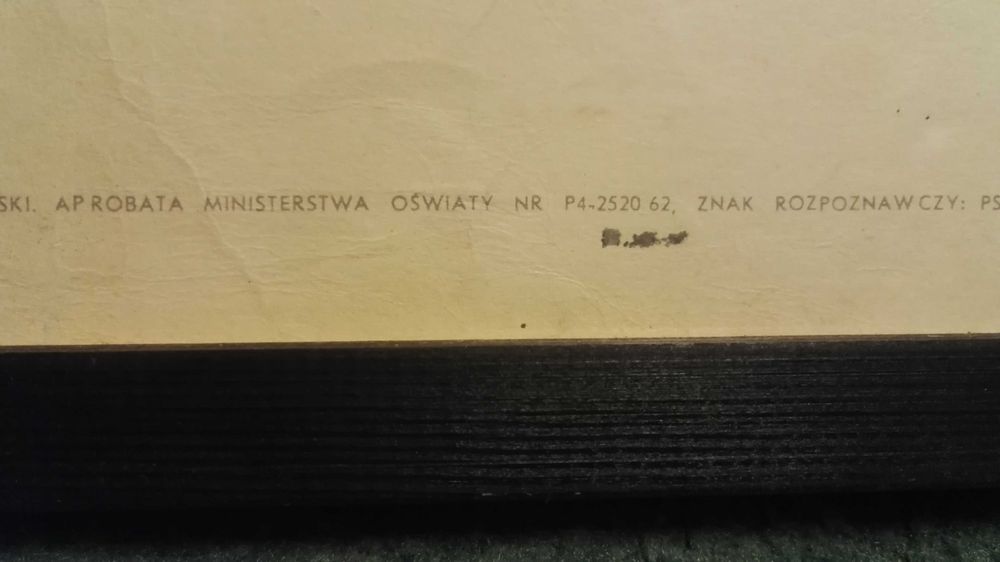 SKI. APROBATA MINISTERSTWA OŚWIATY NR P4-2520 62, ZNAK ROZPOZNAWCZY: PS